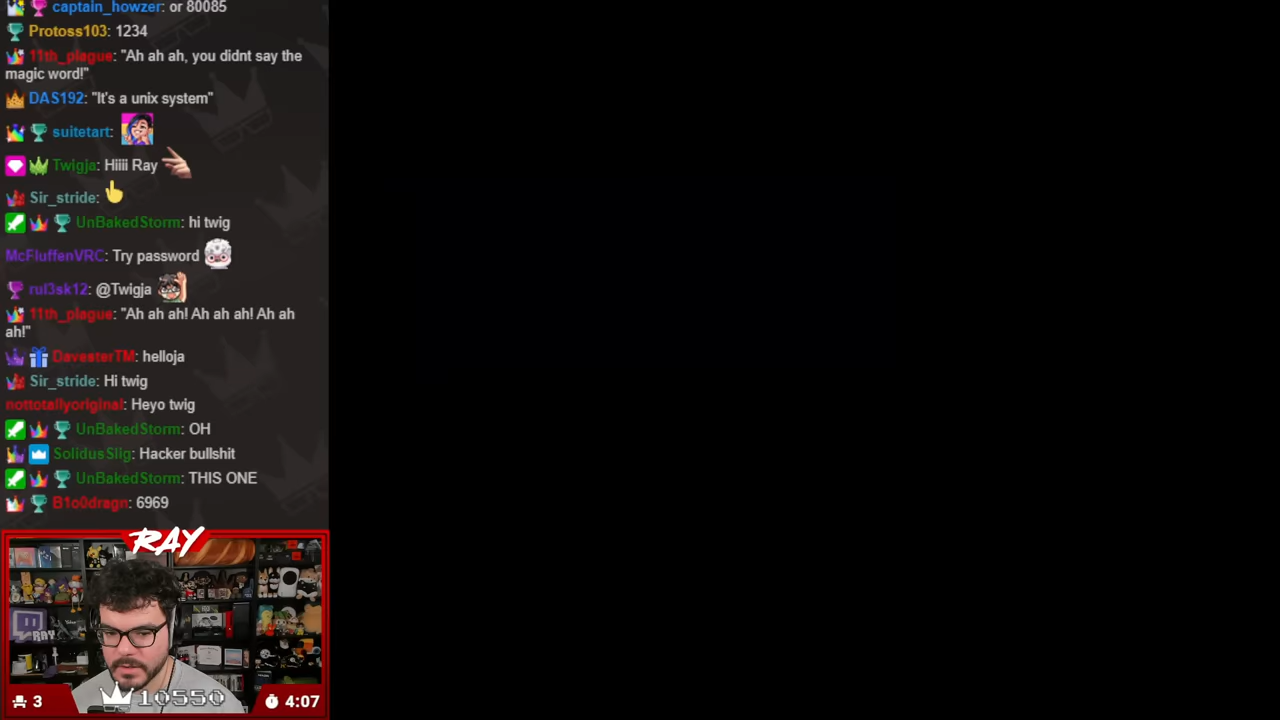 captain_howzer: or 80085
Protoss103: 1234
11th_plague: "Ah ah ah, you didnt say the
magic word!"
DAS192: "It's a unix system"
suitetart:
Twigja: Hiiii Ray
Sir_stride:
UnBakedStorm: hi twig
McFluffenVRC: Try password
rul3sk12: @Twigja
11th_plague: "Ah ah ah! Ah ah ah! Ah ah
ah!"
DavesterTM: helloja
Sir_stride: Hi twig
nottotallyoriginal: Heyo twig
UnBakedStorm: OH
SolidusSlig: Hacker bullshit
UnBakedStorm: THIS ONE
B1o0dragn: 6969
RAY
RAY
3
10550
4:07